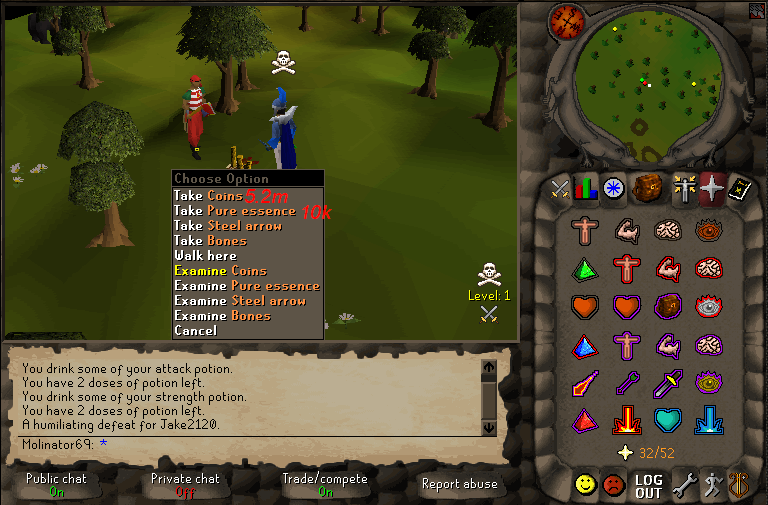 Choose Option
Take Coins 5.2m
Take Pure essence 10k
Take Steel arrow
Take Bones
Walk here
Examine Coins
Examine Pure essence
Examine Steel arrow
Examine Bones
Cancel
Level: 1
You drink some of your attack potion.
You have 2 doses of potion left.
You drink some of your strength potion.
You have 2 doses of potion left.
A humiliating defeat for Jake2120.
Molinator69: *
32/52
Public chat
On
Private chat
Off
Trade/compete
On
Report abuse
LOG
OUT